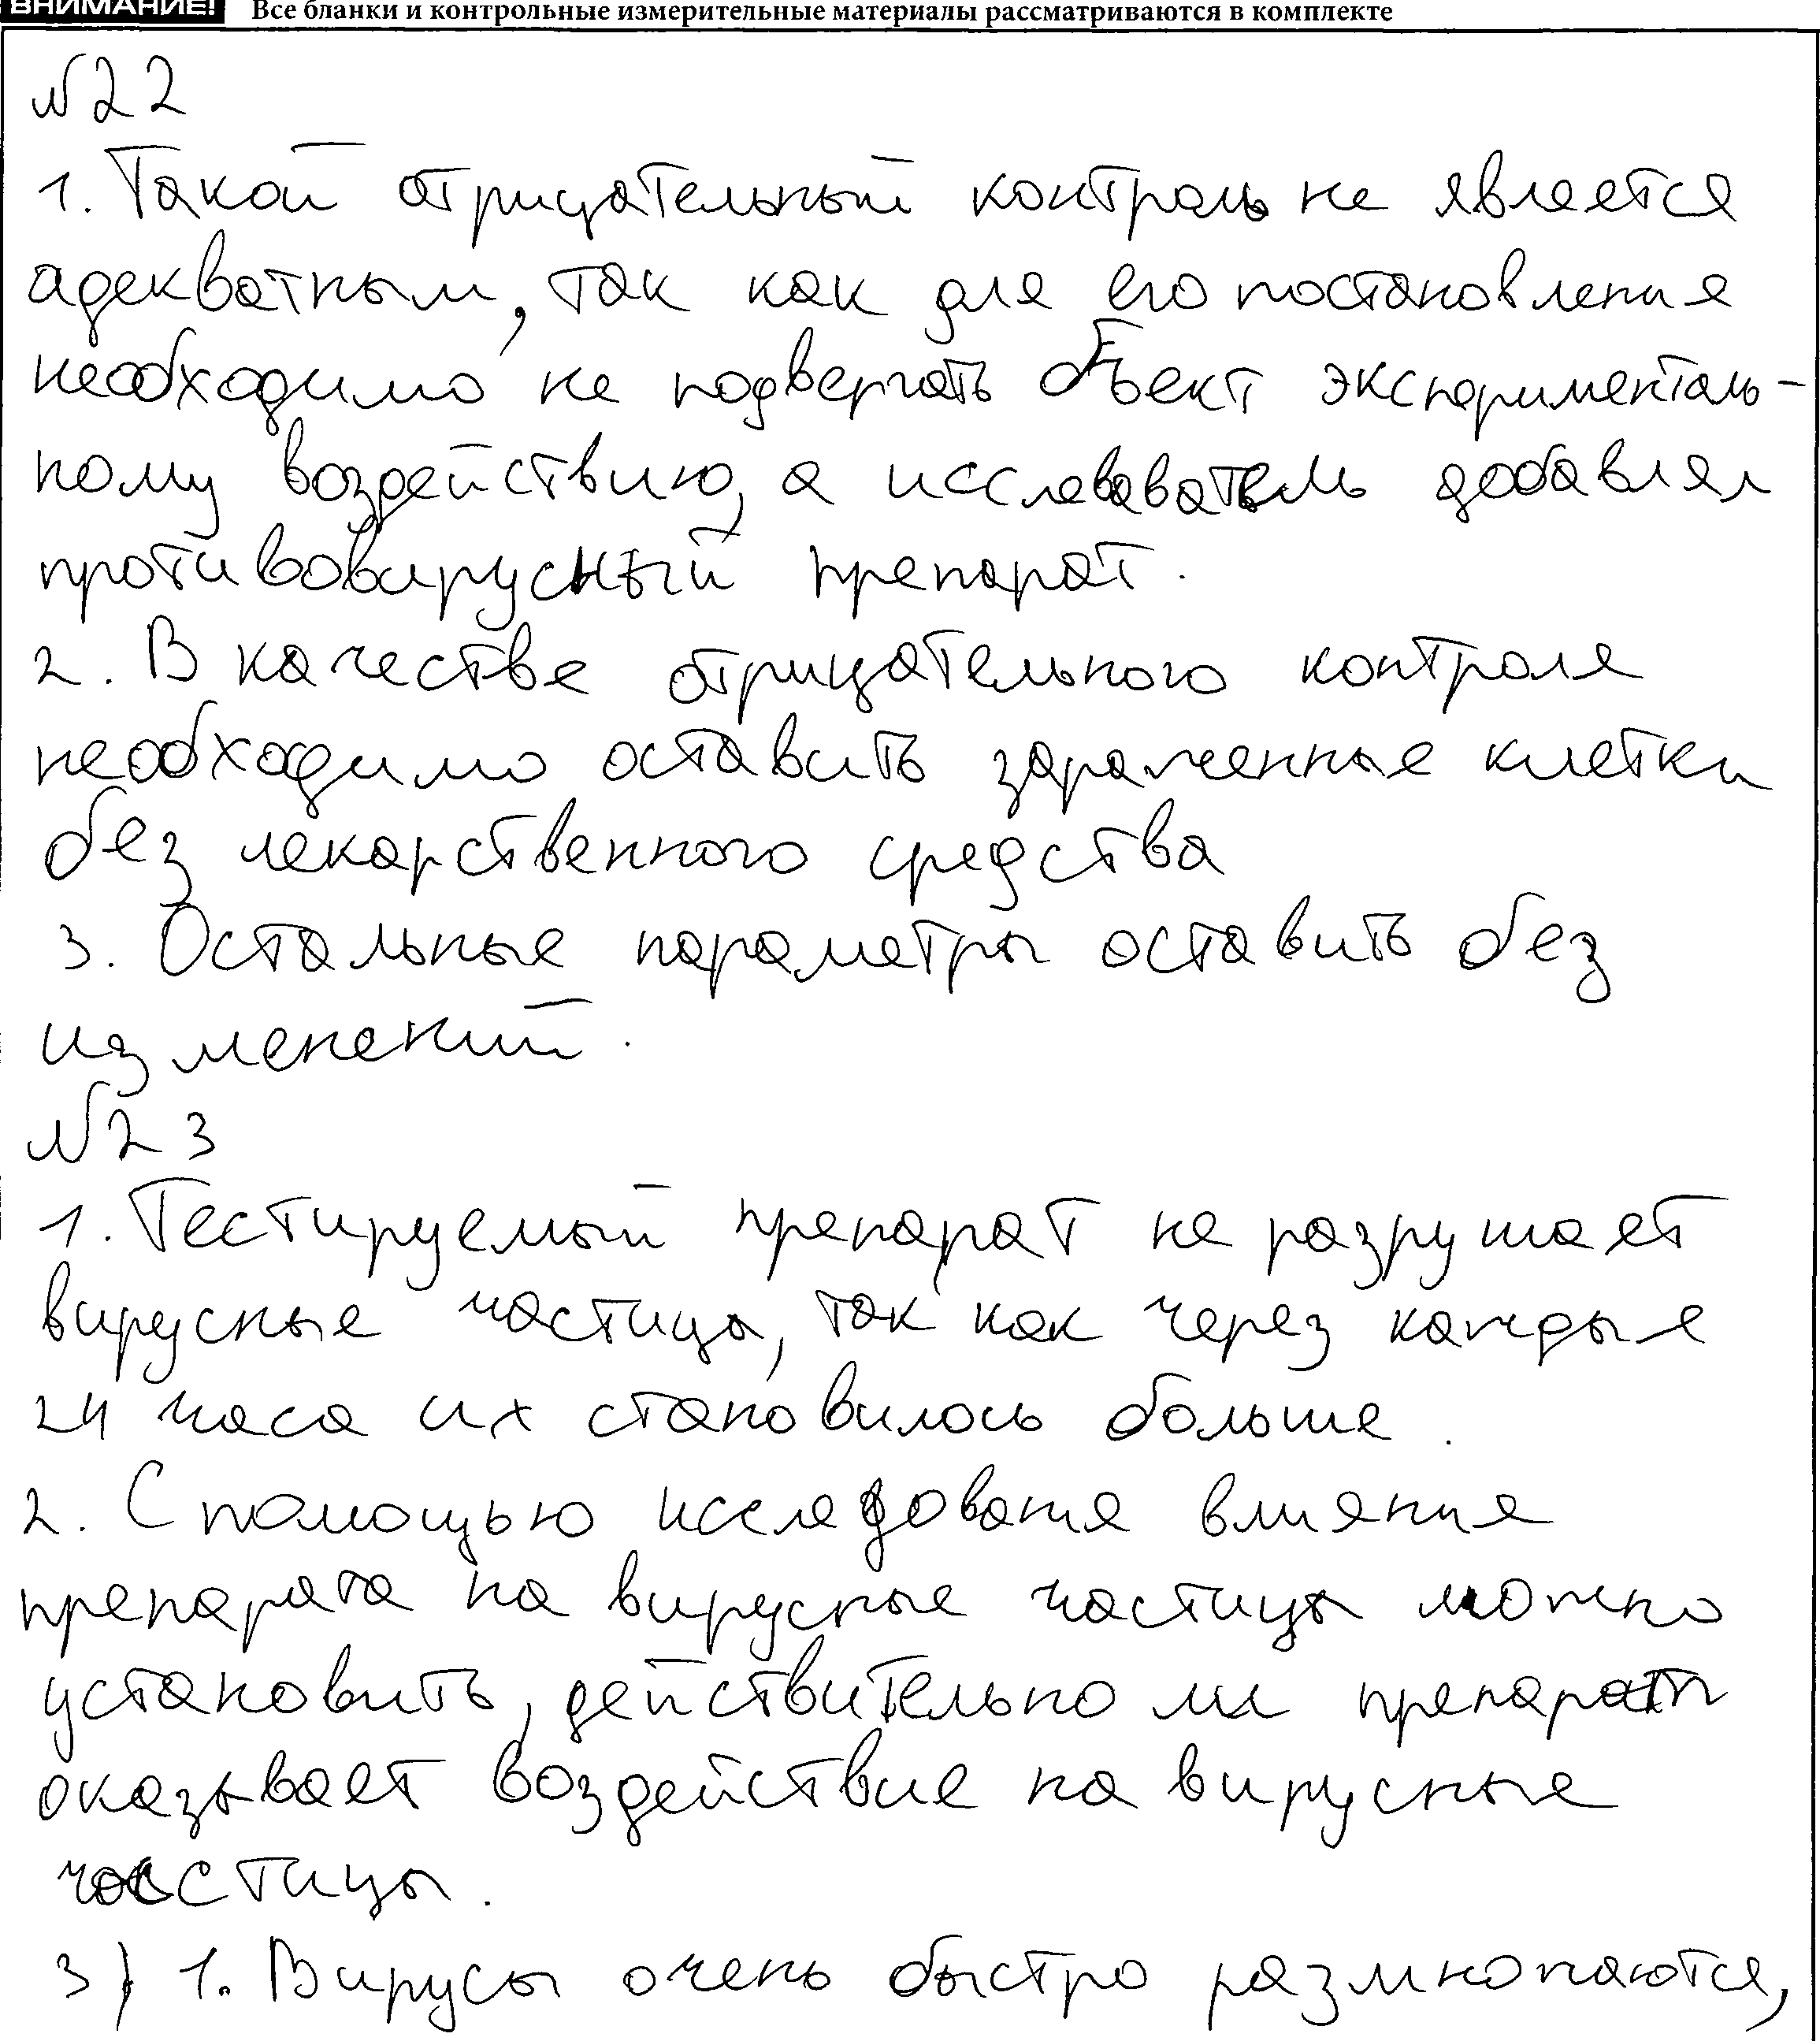 ВНИМАНИЕ! Все бланки и контрольные измерительные материалы рассматриваются в комплекте
№22
1. Такой отрицательный контроль не является
адекватным, так как для его постановления
необходимо не подвергать объект эксперименталь-
ному воздействию, а исслеваватель добавлял
противовирусный препарат.
2. В качестве отрицательного контроля
необходимо оставить зараженные клетки
без лекарственного средства
3. Остальные параметры оставить без
изменений.
№23
1. Тестируемый препарат не разрушает
вирусные частицы, так как через каждые
24 часа их становилось больше.
2. С помощью исследования влияния
препарата на вирусные частицы можно
установить, действительно ли препарат
оказывает воздействие на вирусные
частицы.
3) 1. Вирусы очень быстро размножаются,